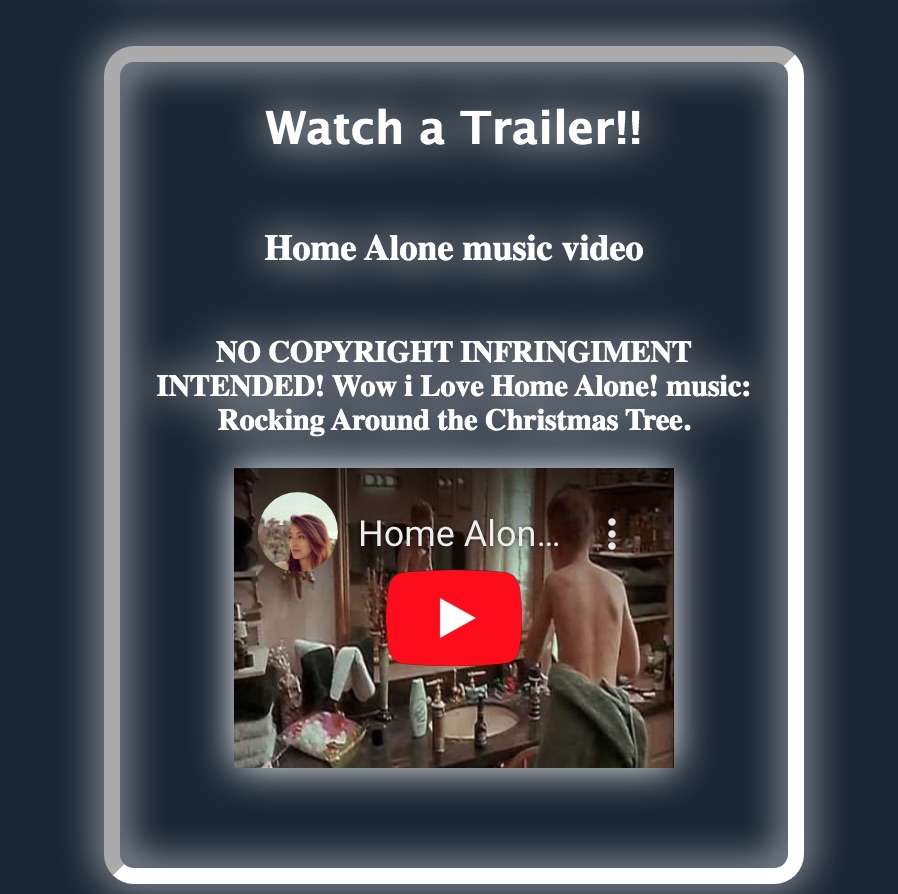 Watch a Trailer!!
Home Alone music video
NO COPYRIGHT INFRINGIMENT
INTENDED! Wow i Love Home Alone! music:
Rocking Around the Christmas Tree.
Home Alon...